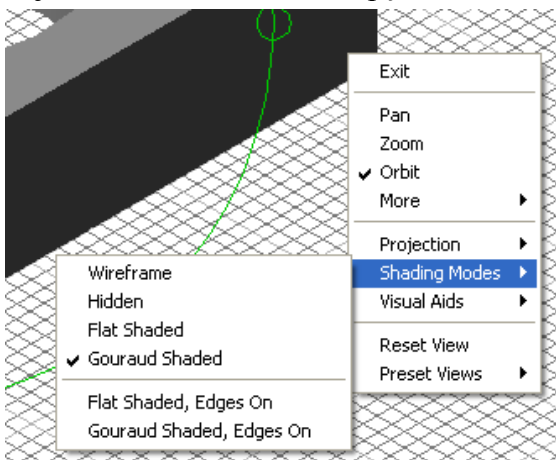 Exit
Pan
Zoom
Orbit
More
Projection
Shading Modes
Visual Aids
Reset View
Preset Views
Wireframe
Hidden
Flat Shaded
Gouraud Shaded
Flat Shaded, Edges On
Gouraud Shaded, Edges On